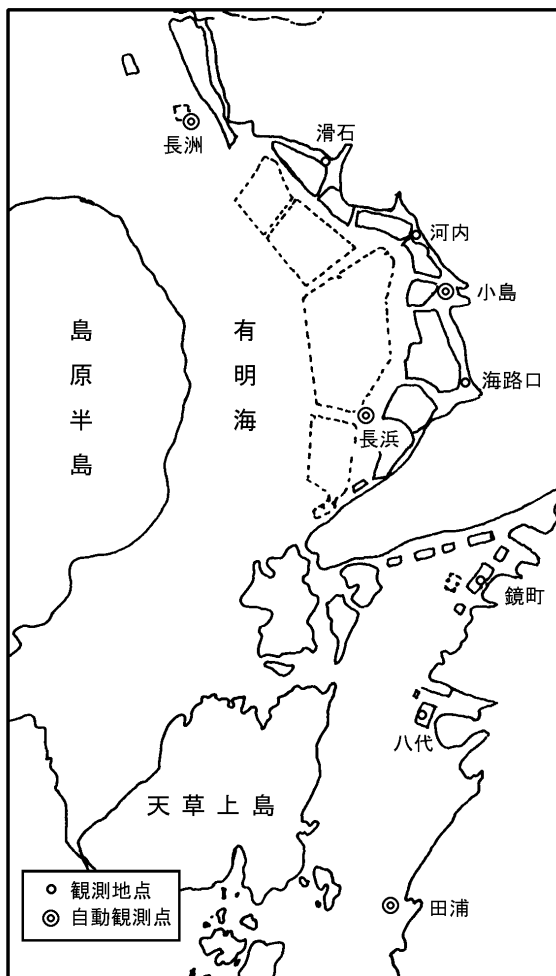 長洲
滑石
河内
小島
島原半島
有明海
海路口
長浜
鏡町
八代
天草上島
観測地点
自動観測点
田浦